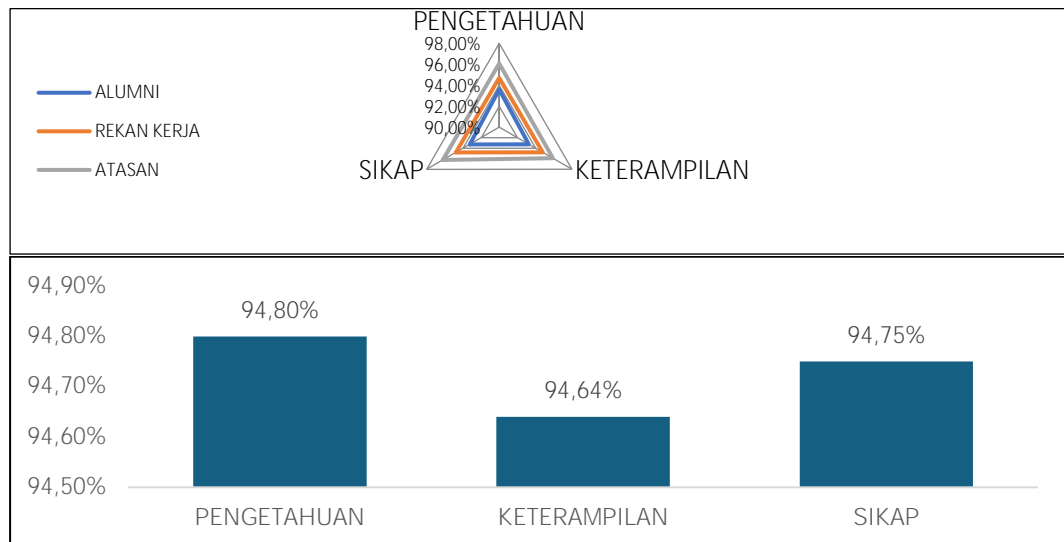 PENGETAHUAN
98,00%
96,00%
94,00%
92,00%
90,00%
ALUMNI
REKAN KERJA
ATASAN
SIKAP
KETERAMPILAN
94,90%
94,80%
94,70%
94,60%
94,50%
94,80%
94,64%
94,75%
PENGETAHUAN
KETERAMPILAN
SIKAP